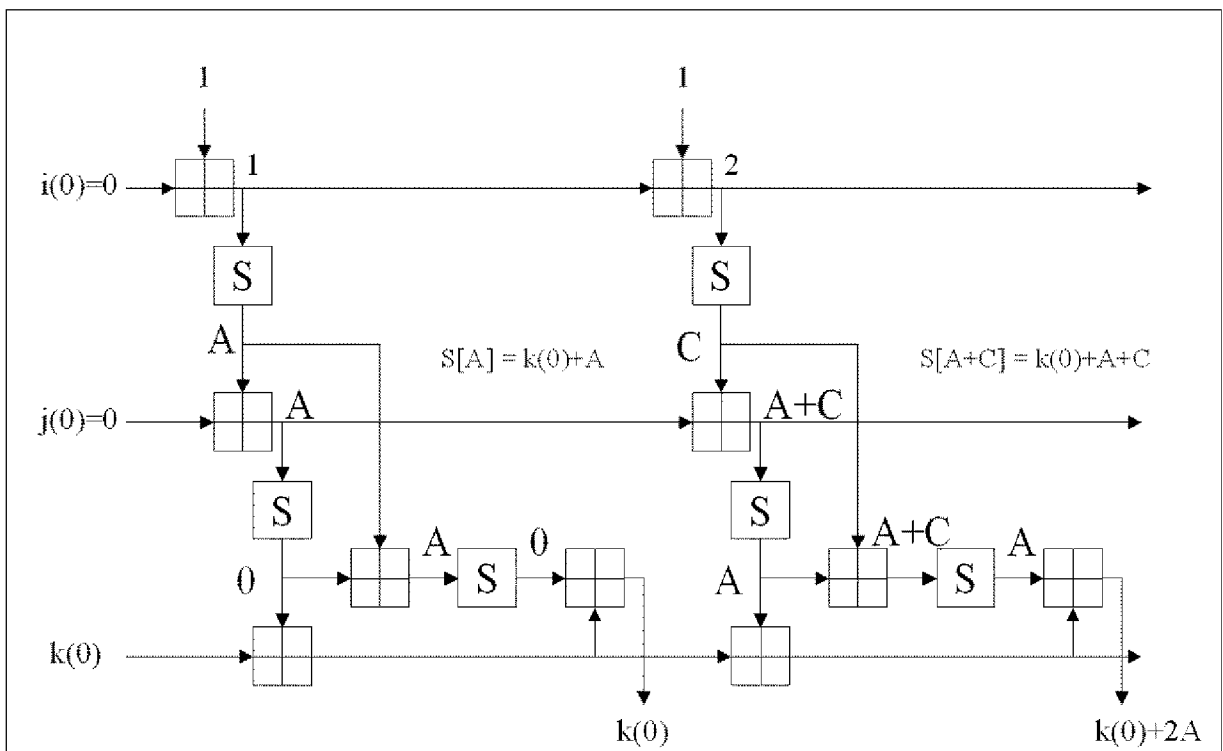 1 1
i(0)=0 1 2
S S
A S[A] = k(0)+A C S[A+C] = k(0)+A+C
j(0)=0 A A+C
S S
A 0 A+C A
0 S A S
k(0)
k(0) k(0)+2A